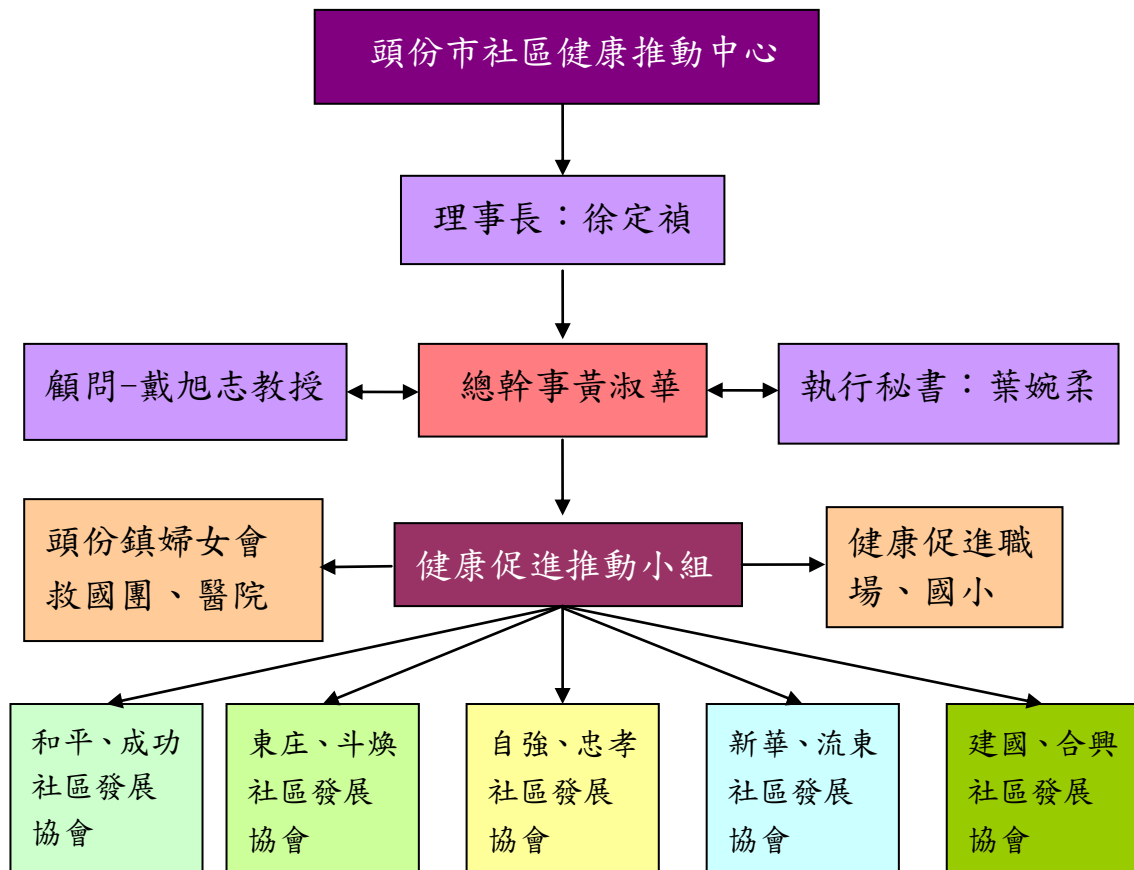 頭份市社區健康推動中心
理事長：徐定禎
顧問-戴旭志教授
總幹事黃淑華
執行秘書：葉婉柔
頭份鎮婦女會
救國團、醫院
健康促進推動小組
健康促進職
場、國小
和平、成功
社區發展
協會
東庄、斗煥
社區發展
協會
自強、忠孝
社區發展
協會
新華、流東
社區發展
協會
建國、合興
社區發展
協會